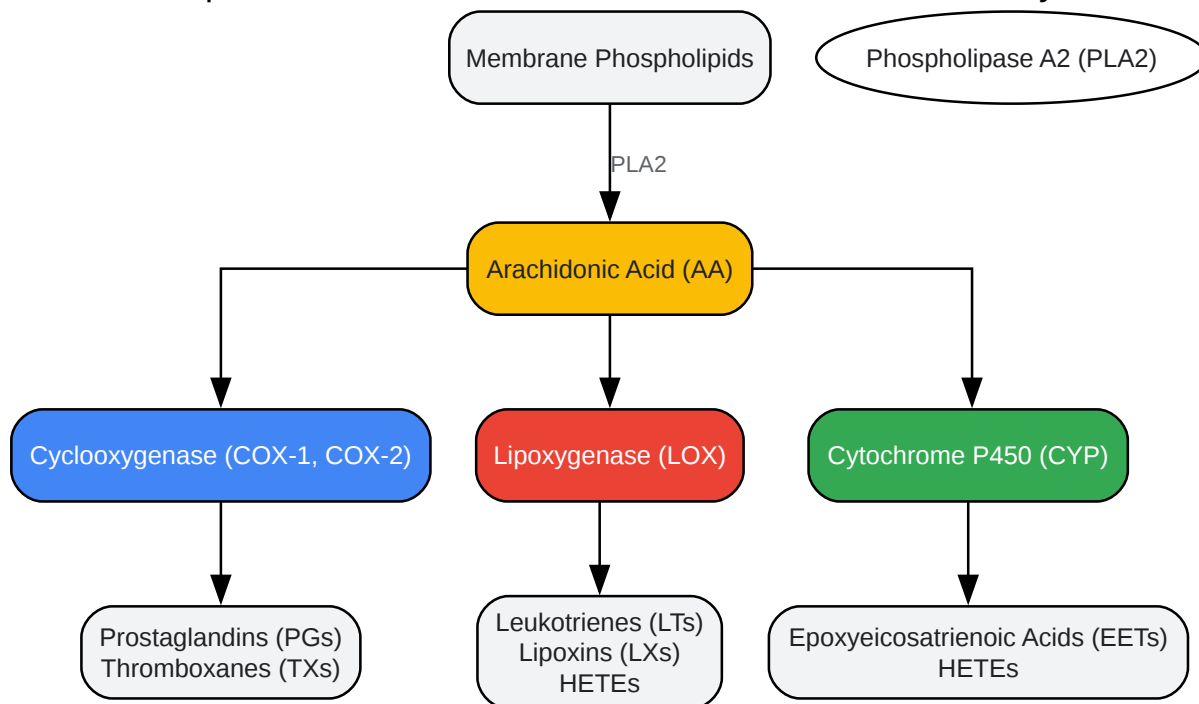 Membrane Phospholipids
Phospholipase A2 (PLA2)
PLA2
Arachidonic Acid (AA)
Cyclooxygenase (COX-1, COX-2)
Lipoxygenase (LOX)
Cytochrome P450 (CYP)
Prostaglandins (PGs)
Thromboxanes (TXs)
Leukotrienes (LTs)
Lipoxins (LXs)
HETEs
Epoxyeicosatrienoic Acids (EETs)
HETEs